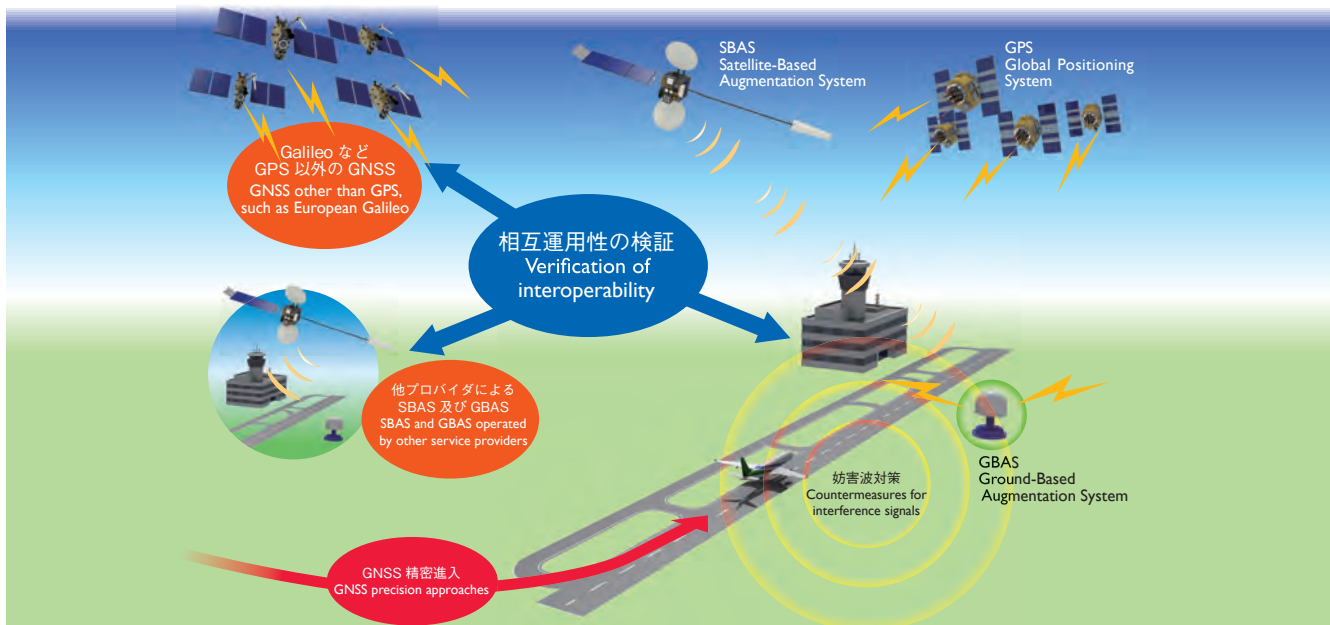 SBAS
Satellite-Based
Augmentation System
GPS
Global Positioning
System
Galileo など
GPS 以外の GNSS
GNSS other than GPS,
such as European Galileo
相互運用性の検証
Verification of
interoperability
他プロバイダによる
SBAS 及び GBAS
SBAS and GBAS operated
by other service providers
GBAS
Ground-Based
Augmentation System
妨害波対策
Countermeasures for
interference signals
GNSS 精密進入
GNSS precision approaches